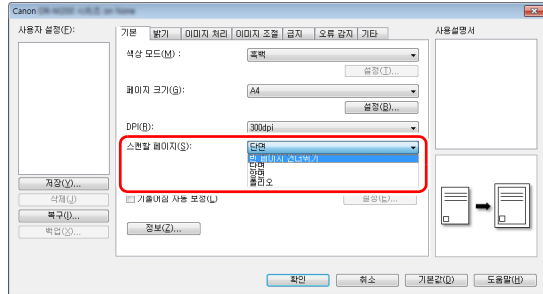 Canon
사용자 설정(F):
저장(Y)...
삭제(J)
복구(I)...
백업(X)...
기본 밝기 이미지 처리 이미지 조절 급지 오류 감지 기타
색상 모드(M) : 흑백
설정(T)...
페이지 크기(G): A4
설정(B)...
DPI(R): 300dpi
스캔할 페이지(S): 단면
빈 페이지 건너뛰기
단면
양면
폴리오
기울어짐 자동 보정(L)
정보(Z)...
사용설명서
확인 취소 기본값(D) 도움말(H)